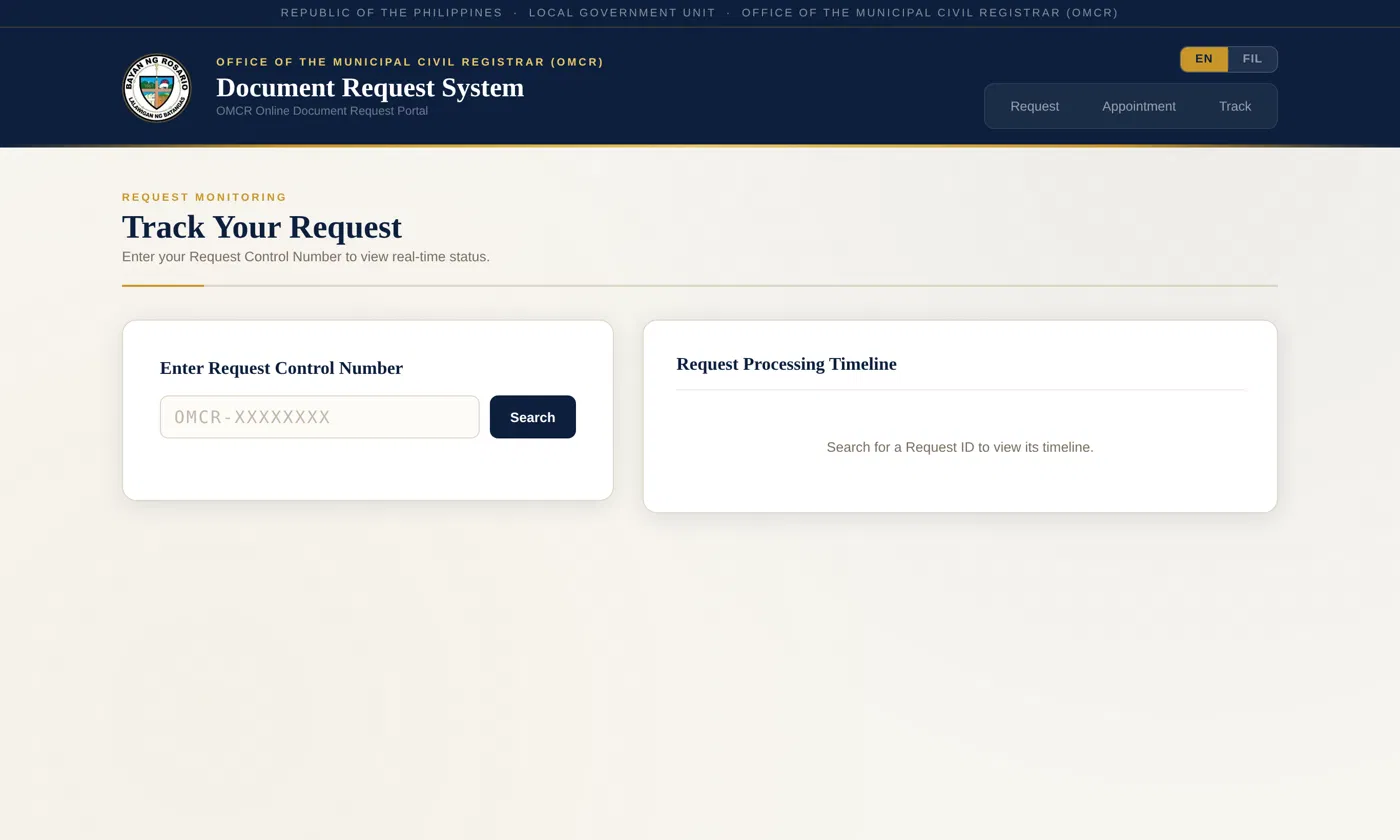 REPUBLIC OF THE PHILIPPINES · LOCAL GOVERNMENT UNIT · OFFICE OF THE MUNICIPAL CIVIL REGISTRAR (OMCR)
BAYAN NG ROSARIO
LALAWIGAN NG BATANGAS
OFFICE OF THE MUNICIPAL CIVIL REGISTRAR (OMCR)
Document Request System
OMCR Online Document Request Portal
EN FIL
Request Appointment Track
REQUEST MONITORING
Track Your Request
Enter your Request Control Number to view real-time status.
Enter Request Control Number
OMCR-XXXXXXXX
Search
Request Processing Timeline
Search for a Request ID to view its timeline.